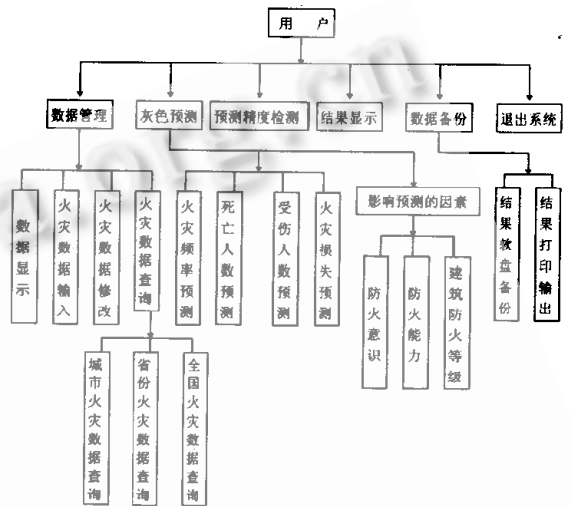 用 户
数据管理
灰色预测
预测精度检测
结果显示
数据备份
退出系统
数据显示
火灾数据输入
火灾数据修改
火灾数据查询
火灾频率预测
死亡人数预测
受伤人数预测
火灾损失预测
影响预测的因素
结果软盘备份
结果打印输出
防火意识
防火能力
建筑防火等级
城市火灾数据查询
省份火灾数据查询
全国火灾数据查询